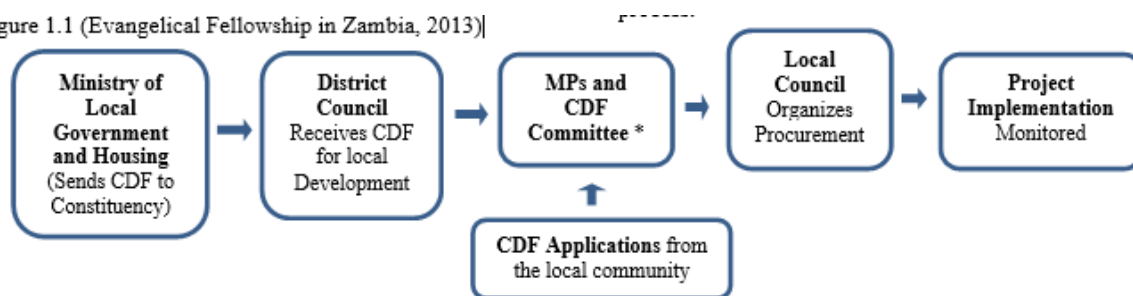 gure 1.1 (Evangelical Fellowship in Zambia, 2013)
Ministry of
Local
Government
and Housing
(Sends CDF to
Constituency)
District
Council
Receives CDF
for local
Development
MPs and
CDF
Committee *
Local
Council
Organizes
Procurement
Project
Implementation
Monitored
CDF Applications from
the local community